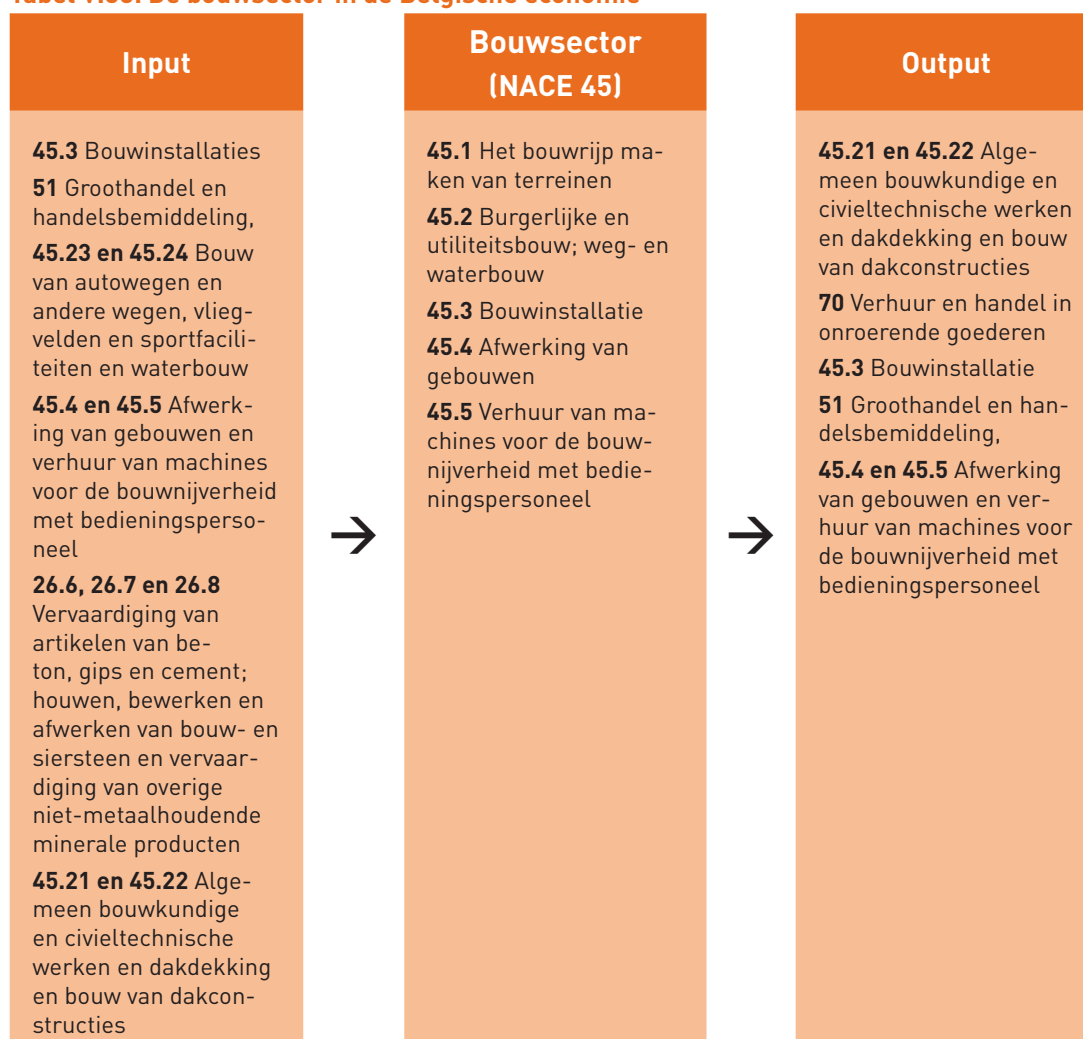 De bouwsector in de Belgische economie
Input
45.3 Bouwinstallaties
51 Groothandel en
handelsbemiddeling,
45.23 en 45.24 Bouw
van autowegen en
andere wegen, vlieg-
velden en sportfacili-
teiten en waterbouw
45.4 en 45.5 Afwerk-
ing van gebouwen en
verhuur van machines
voor de bouwnijverheid
met bedieningsperso-
neel
26.6, 26.7 en 26.8
Vervaardiging van
artikelen van be-
ton, gips en cement;
houwen, bewerken en
afwerken van bouw- en
siersteen en vervaar-
diging van overige
niet-metaalhoudende
minerale producten
45.21 en 45.22 Alge-
meen bouwkundige
en civieltechnische
werken en dakdekking
en bouw van dakcon-
structies
→
Bouwsector
(NACE 45)
45.1 Het bouwrijp ma-
ken van terreinen
45.2 Burgerlijke en
utiliteitsbouw; weg- en
waterbouw
45.3 Bouwinstallatie
45.4 Afwerking van
gebouwen
45.5 Verhuur van ma-
chines voor de bouw-
nijverheid met bedie-
ningspersoneel
→
Output
45.21 en 45.22 Alge-
meen bouwkundige en
civieltechnische werken
en dakdekking en bouw
van dakconstructies
70 Verhuur en handel in
onroerende goederen
45.3 Bouwinstallatie
51 Groothandel en han-
delsbemiddeling,
45.4 en 45.5 Afwerking
van gebouwen en ver-
huur van machines voor
de bouwnijverheid met
bedieningspersoneel